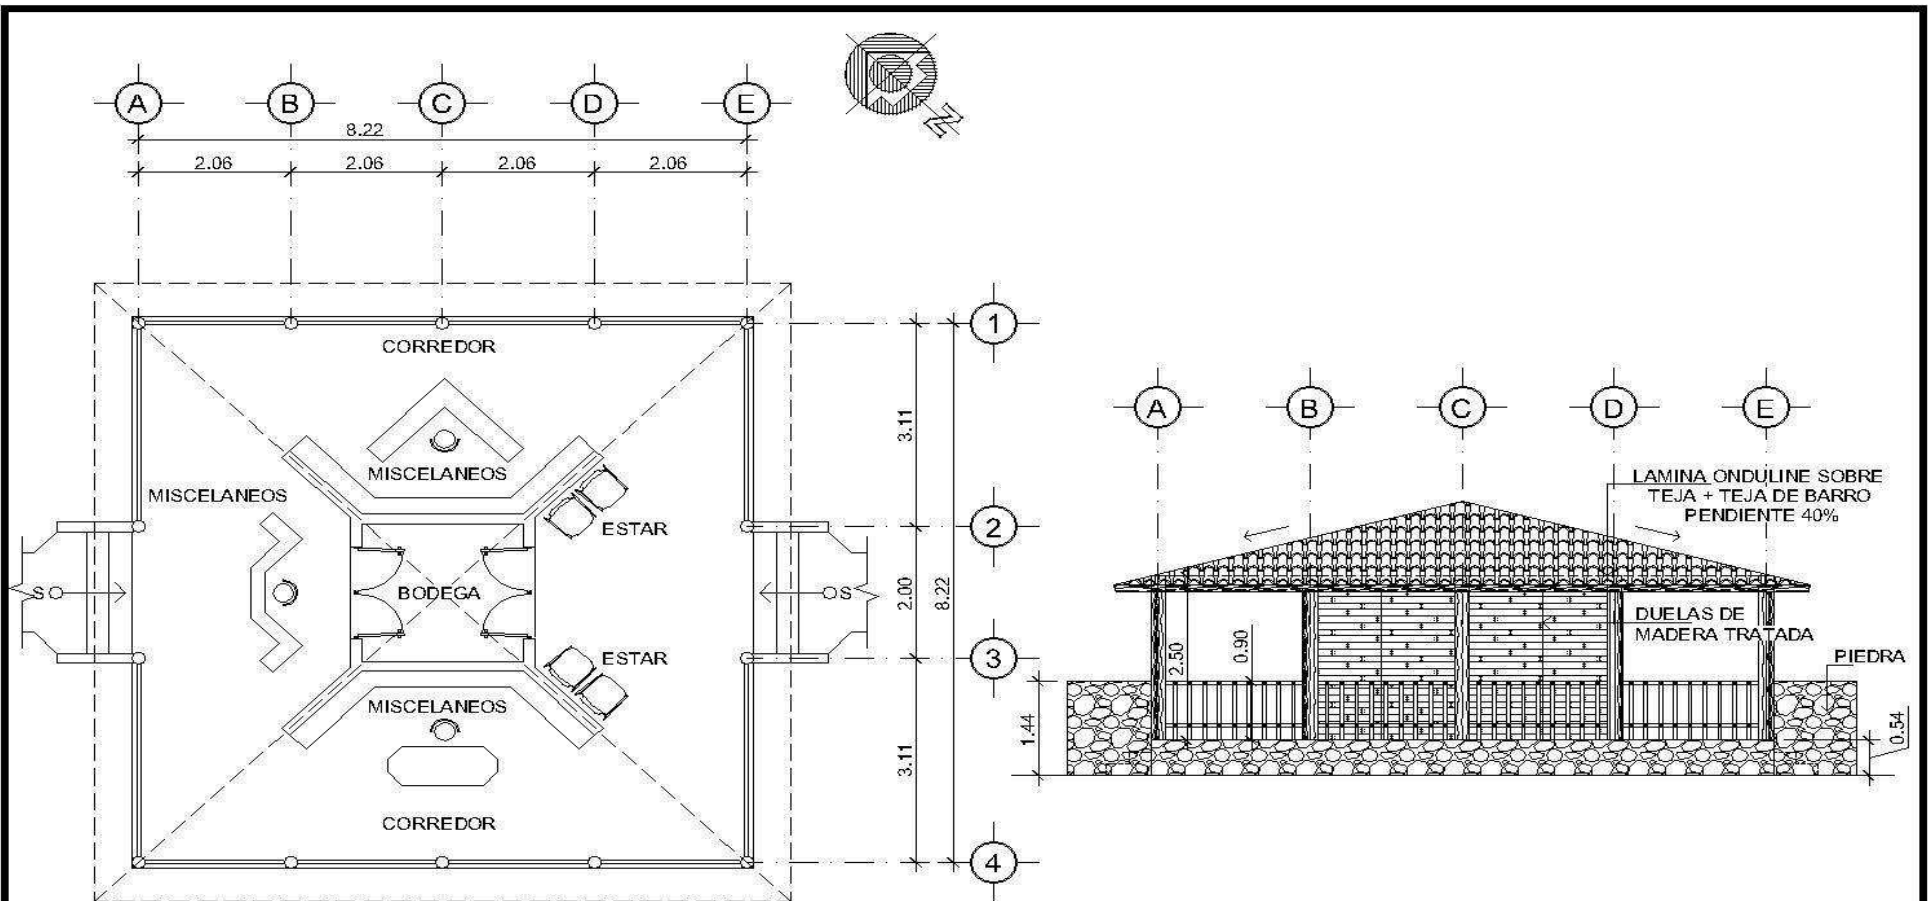 N
A B C D E
8.22
2.06 2.06 2.06 2.06
CORREDOR
1
MISCELANEOS
MISCELANEOS
3.11
ESTAR
2
SO
BODEGA
OS
2.00
8.22
ESTAR
3
MISCELANEOS
3.11
CORREDOR
4
A B C D E
LAMINA ONDULINE SOBRE
TEJA + TEJA DE BARRO
PENDIENTE 40%
DUELAS DE
MADERA TRATADA
PIEDRA
2.50
0.90
1.44
0.54